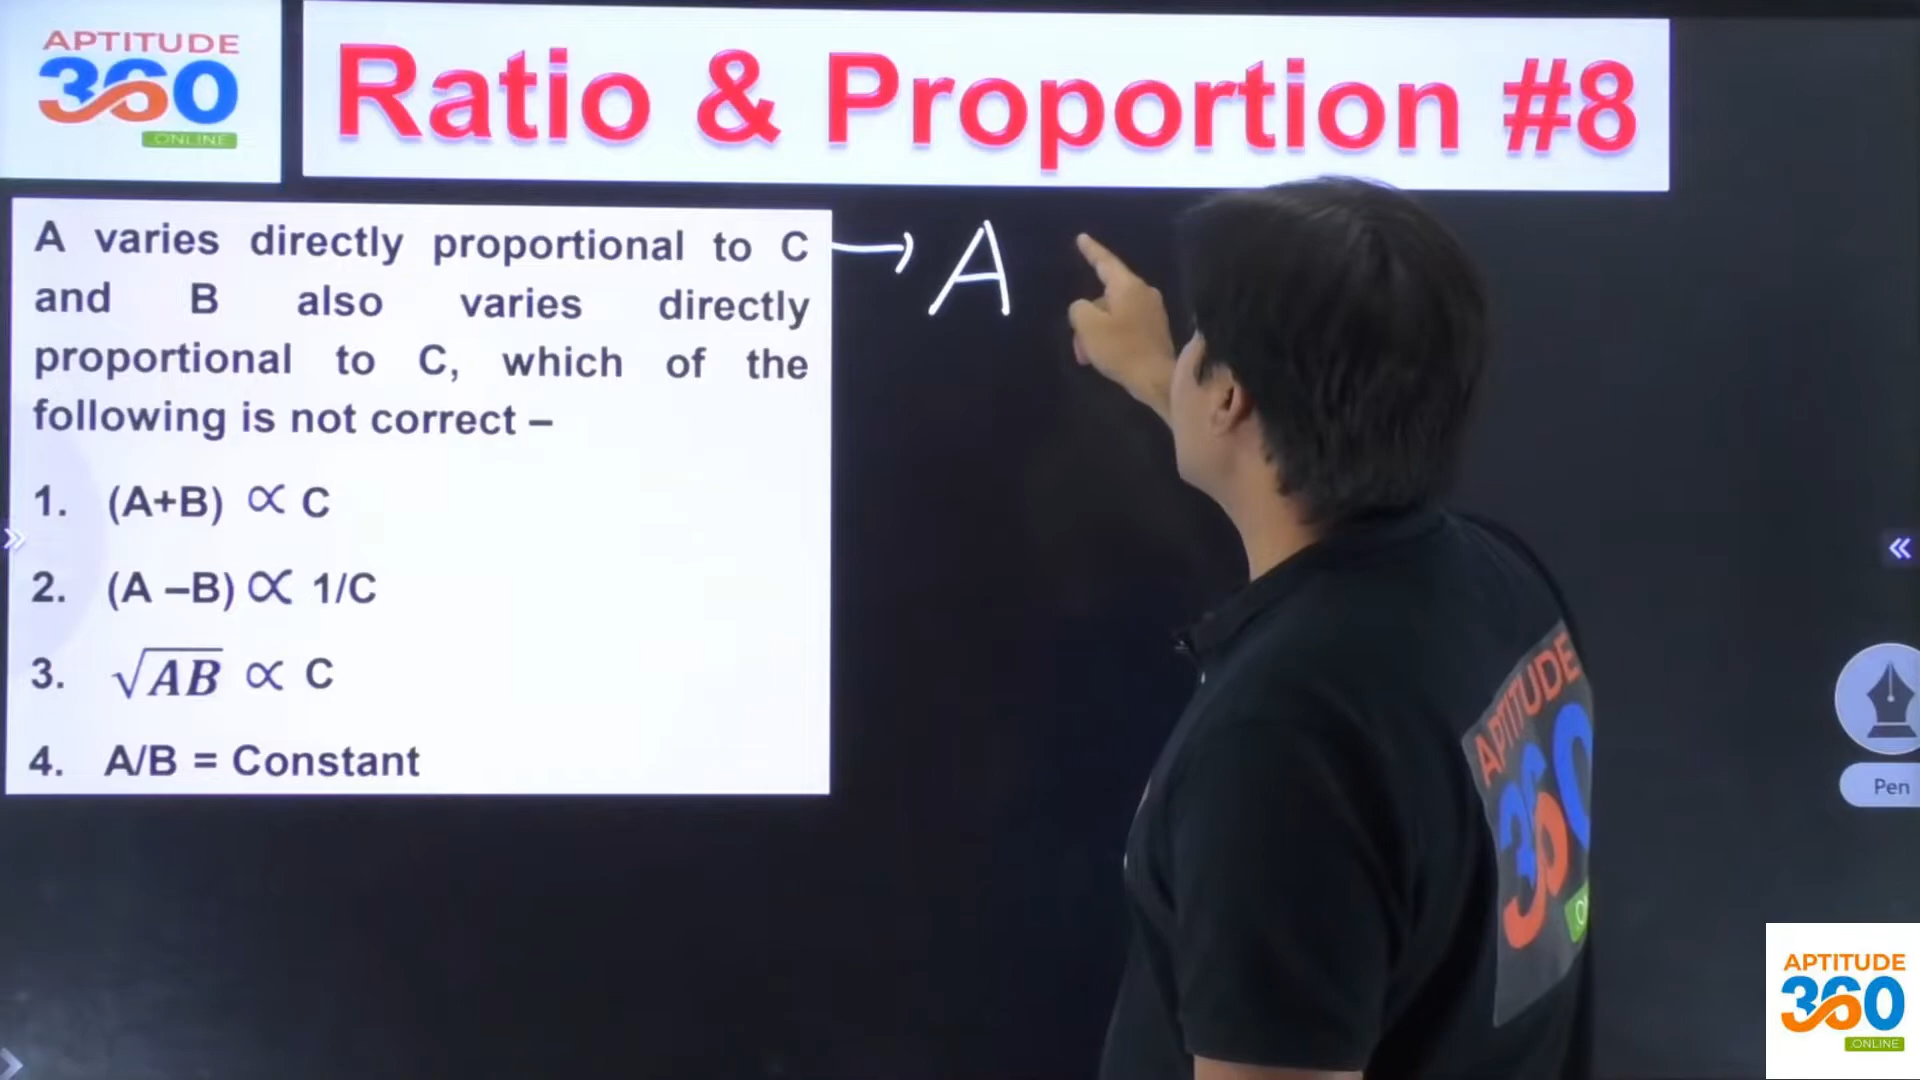 APTITUDE
360
ONLINE
Ratio & Proportion #8
A varies directly proportional to C
and B also varies directly
proportional to C, which of the
following is not correct –
1. (A+B) ∝ C
2. (A –B) ∝ 1/C
3. √AB ∝ C
4. A/B = Constant
→ A
APTITUDE
360
Pen
APTITUDE
360
.ONLINE